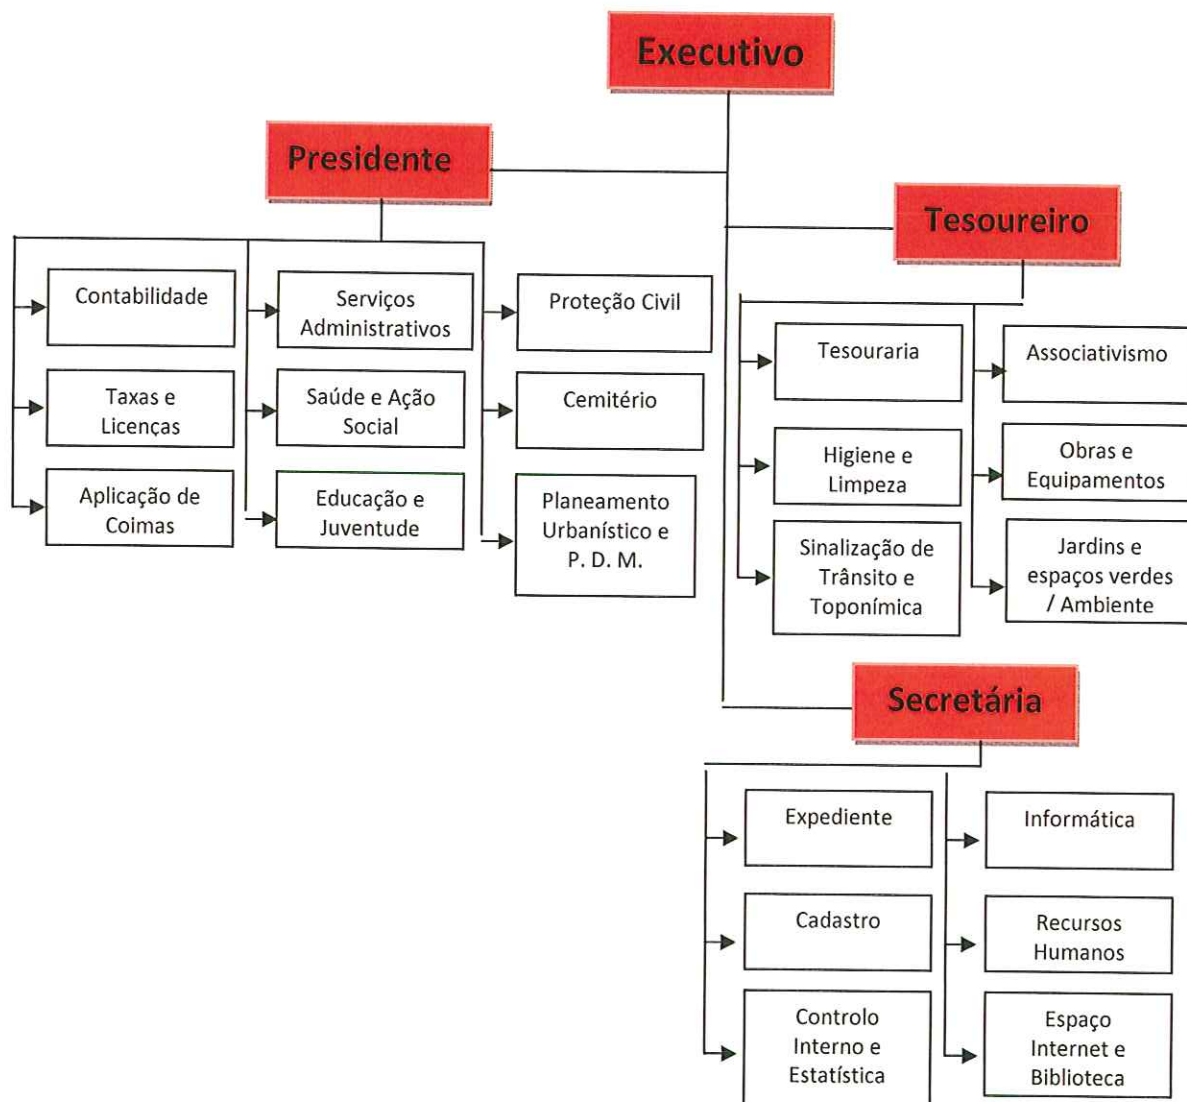 Executivo
Presidente
Contabilidade
Taxas e
Licenças
Aplicação de
Coimas
Serviços
Administrativos
Saúde e Ação
Social
Educação e
Juventude
Proteção Civil
Cemitério
Planeamento
Urbanístico e
P. D. M.
Tesoureiro
Tesouraria
Higiene e
Limpeza
Sinalização de
Trânsito e
Toponímica
Associativismo
Obras e
Equipamentos
Jardins e
espaços verdes
/ Ambiente
Secretária
Expediente
Cadastro
Controlo
Interno e
Estatística
Informática
Recursos
Humanos
Espaço
Internet e
Biblioteca